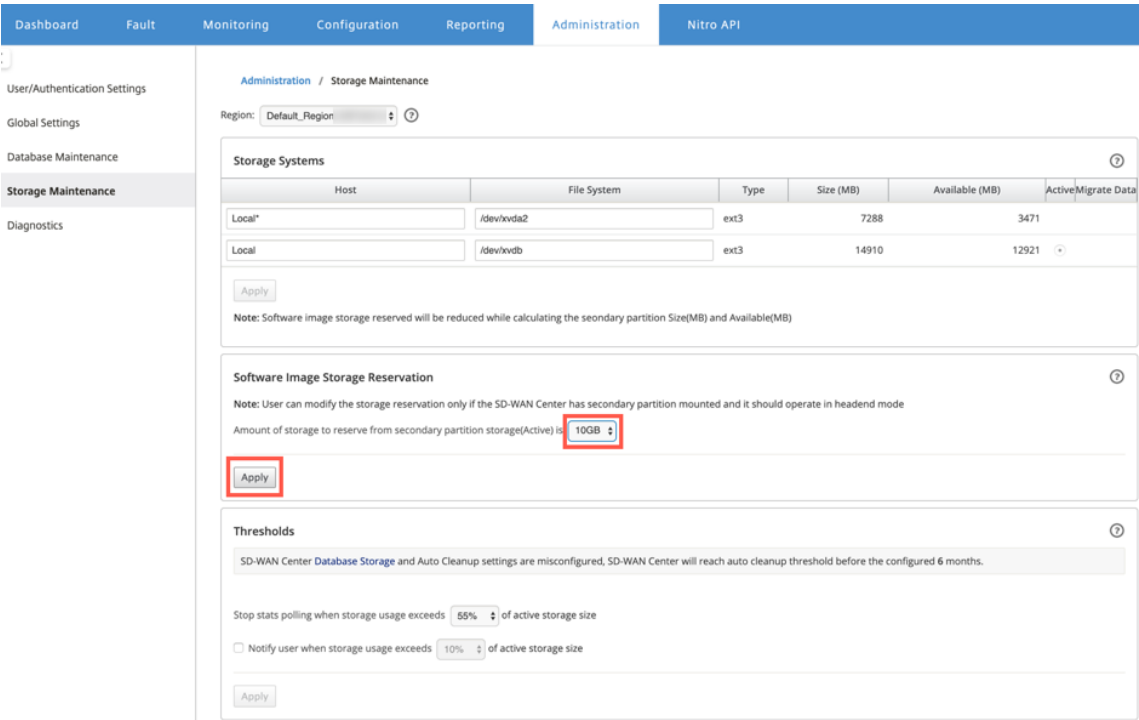 Dashboard Fault Monitoring Configuration Reporting Administration Nitro API
User/Authentication Settings
Global Settings
Database Maintenance
Storage Maintenance
Diagnostics
Administration / Storage Maintenance
Region: Default_Region ?
Storage Systems ?
Host File System Type Size (MB) Available (MB) Active Migrate Data
Local* /dev/xvda2 ext3 7288 3471
Local /dev/xvdb ext3 14910 12921
Apply
Note: Software image storage reserved will be reduced while calculating the seondary partition Size(MB) and Available(MB)
Software Image Storage Reservation ?
Note: User can modify the storage reservation only if the SD-WAN Center has secondary partition mounted and it should operate in headend mode
Amount of storage to reserve from secondary partition storage(Active) is 10GB
Apply
Thresholds ?
SD-WAN Center Database Storage and Auto Cleanup settings are misconfigured, SD-WAN Center will reach auto cleanup threshold before the configured 6 months.
Stop stats polling when storage usage exceeds 55% of active storage size
Notify user when storage usage exceeds 10% of active storage size
Apply